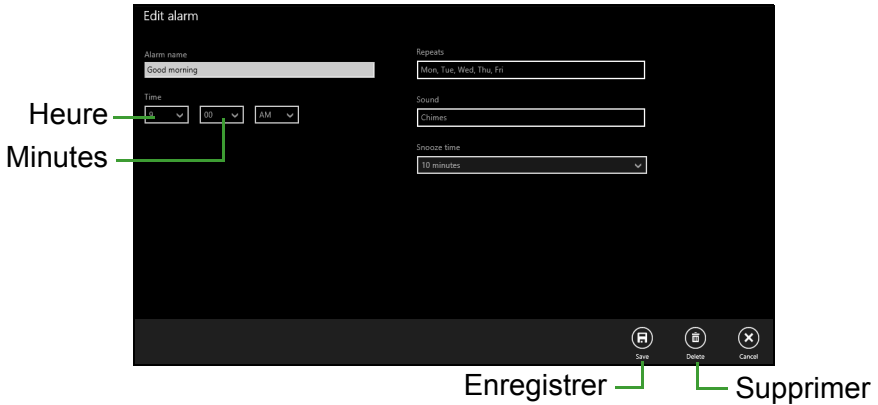 Edit alarm
Alarm name
Good morning
Time
9 00 AM
Repeats
Mon, Tue, Wed, Thu, Fri
Sound
Chimes
Snooze time
10 minutes
Heure
Minutes
Save Delete Cancel
Enregistrer
Supprimer